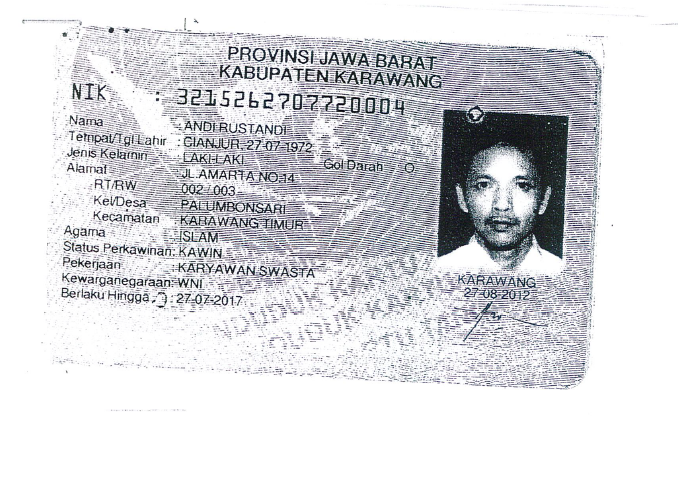 PROVINSI JAWA BARAT
KABUPATEN KARAWANG
NIK : 3215262707720004
Nama : ANDI RUSTANDI
Tempat/Tgl Lahir : CIANJUR, 27-07-1972
Jenis Kelamin : LAKI-LAKI Gol Darah O
Alamat : JL.AMARTA NO.14
RT/RW : 002 / 003
Kel/Desa : PALUMBONSARI
Kecamatan : KARAWANG TIMUR
Agama : ISLAM
Status Perkawinan: KAWIN
Pekerjaan : KARYAWAN SWASTA
Kewarganegaraan: WNI
Berlaku Hingga : 27-07-2017
KARAWANG
27-08-2012